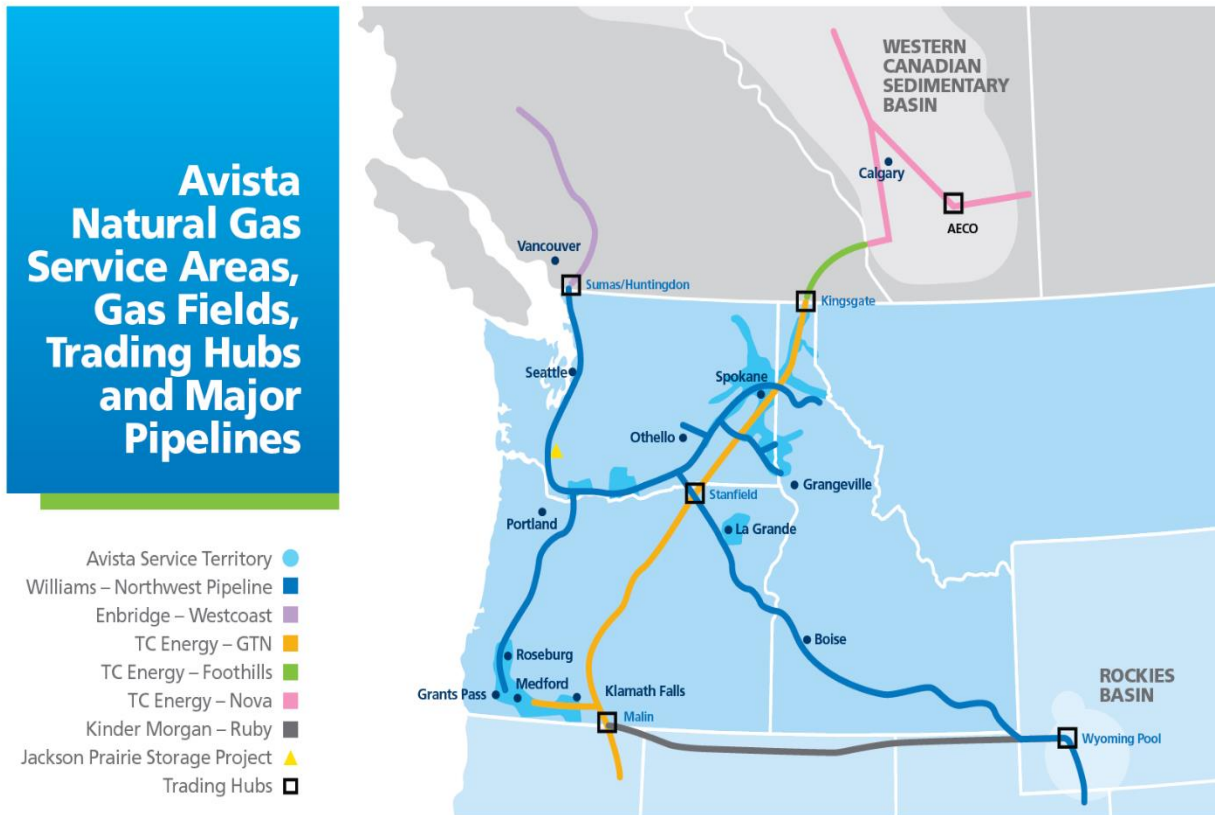 Avista
Natural Gas
Service Areas,
Gas Fields,
Trading Hubs
and Major
Pipelines
Avista Service Territory
Williams – Northwest Pipeline
Enbridge – Westcoast
TC Energy – GTN
TC Energy – Foothills
TC Energy – Nova
Kinder Morgan – Ruby
Jackson Prairie Storage Project
Trading Hubs
WESTERN
CANADIAN
SEDIMENTARY
BASIN
Calgary
AECO
Vancouver
Sumas/Huntingdon
Kingsgate
Seattle
Spokane
Othello
Grangeville
Stanfield
Portland
La Grande
Boise
Roseburg
Medford
Klamath Falls
Grants Pass
Malin
ROCKIES
BASIN
Wyoming Pool